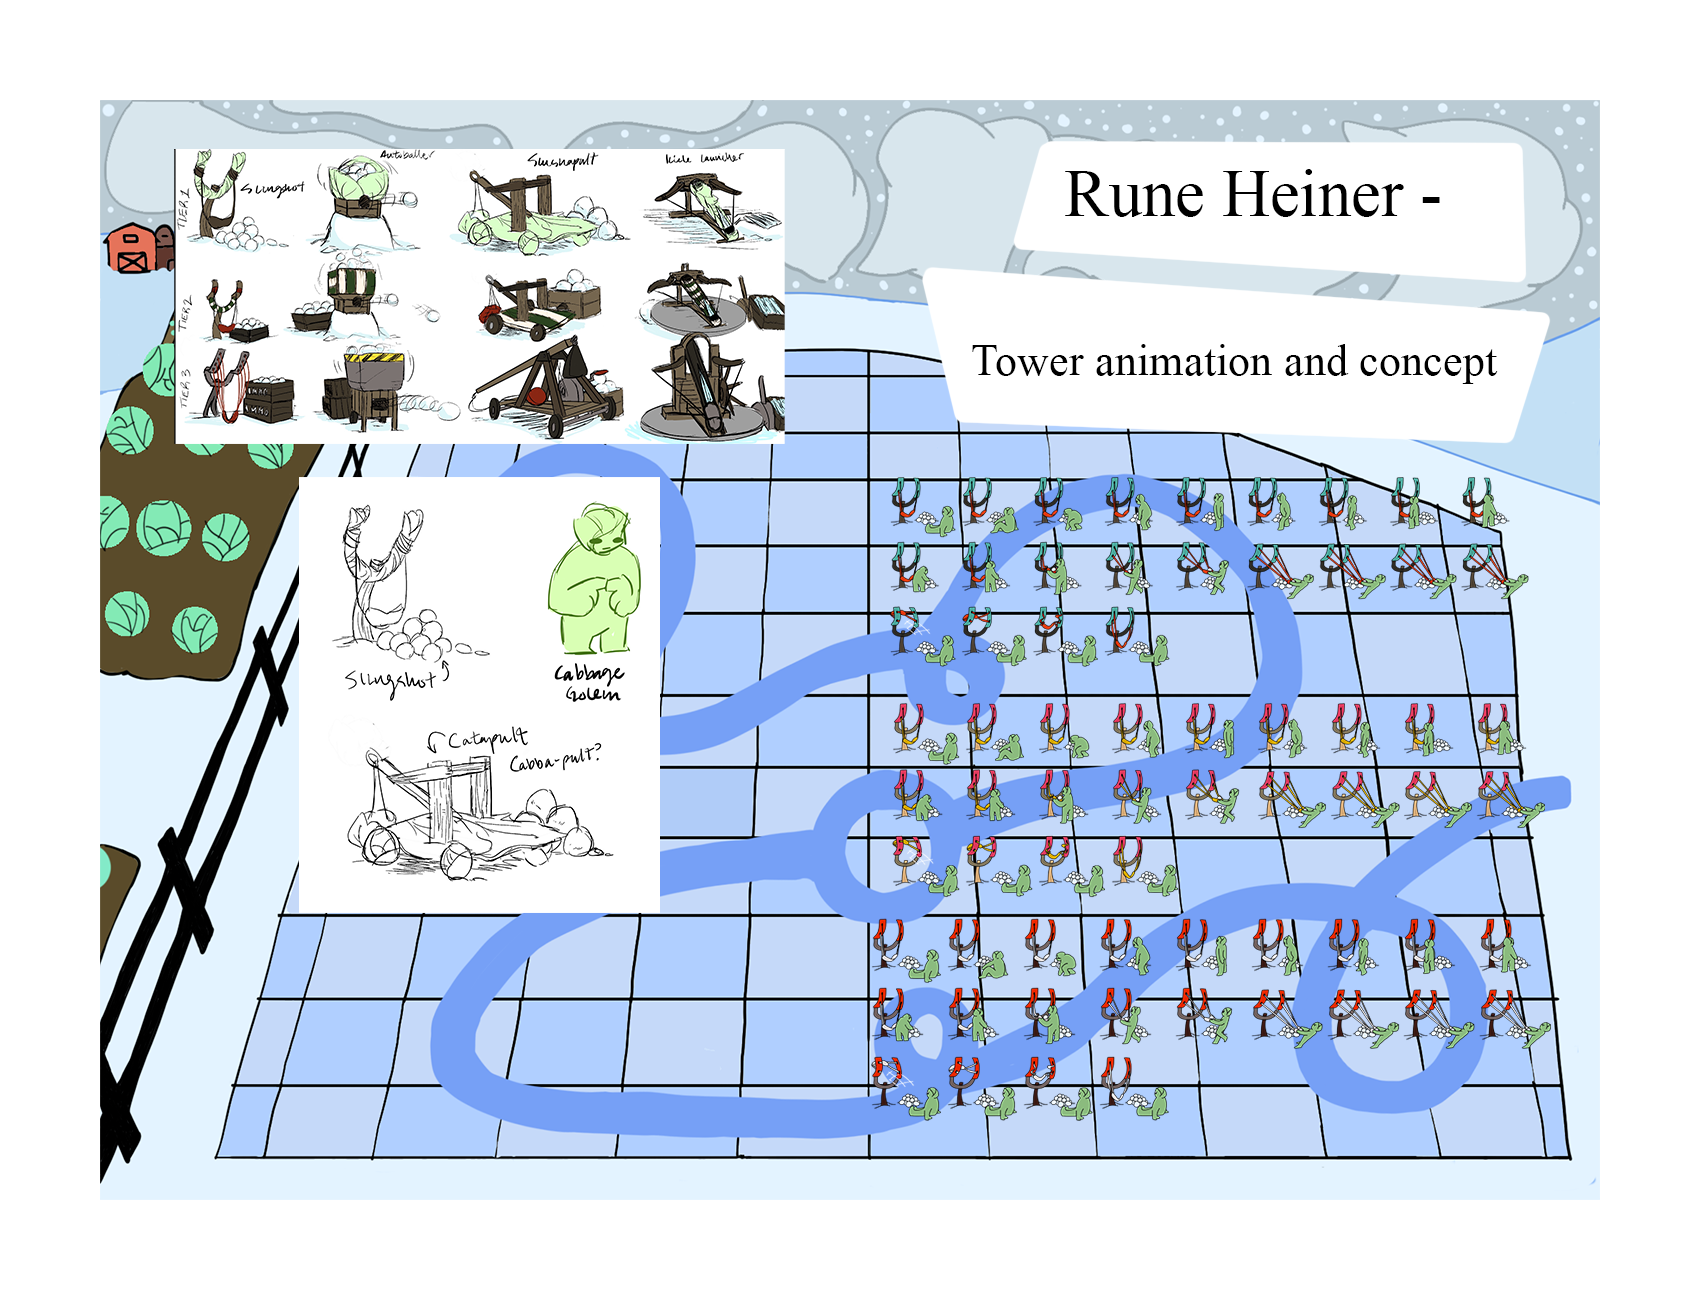 Rune Heiner -
Tower animation and concept
TIER 1
Slingshot
Autoballer
Slushapult
Icicle Launcher
TIER 2
TIER 3
Slingshot
Cabbage
Golem
Catapult
Cabba-pult?